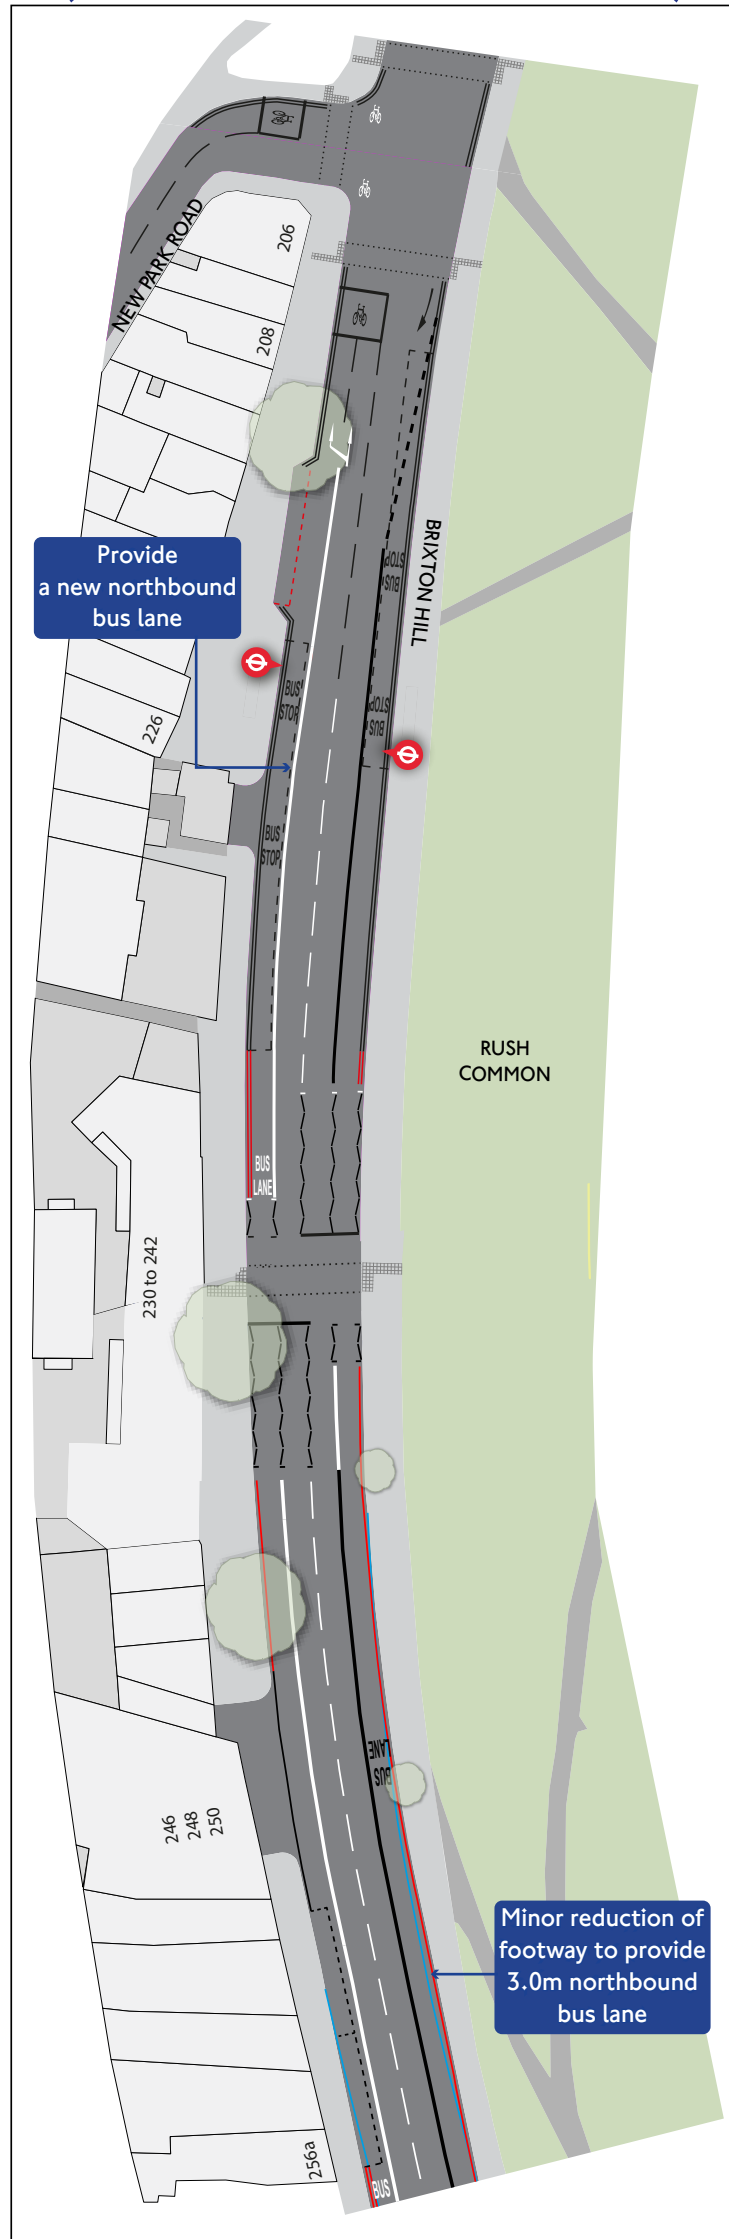 NEW PARK ROAD
206
208
Provide
a new northbound
bus lane
BRIXTON HILL
BUS
STOP
BUS
STOP
226
BUS
STOP
BUS
STOP
RUSH
COMMON
BUS
LANE
230 to 242
BUS
LANE
246
248
250
Minor reduction of
footway to provide
3.0m northbound
bus lane
256a
BUS